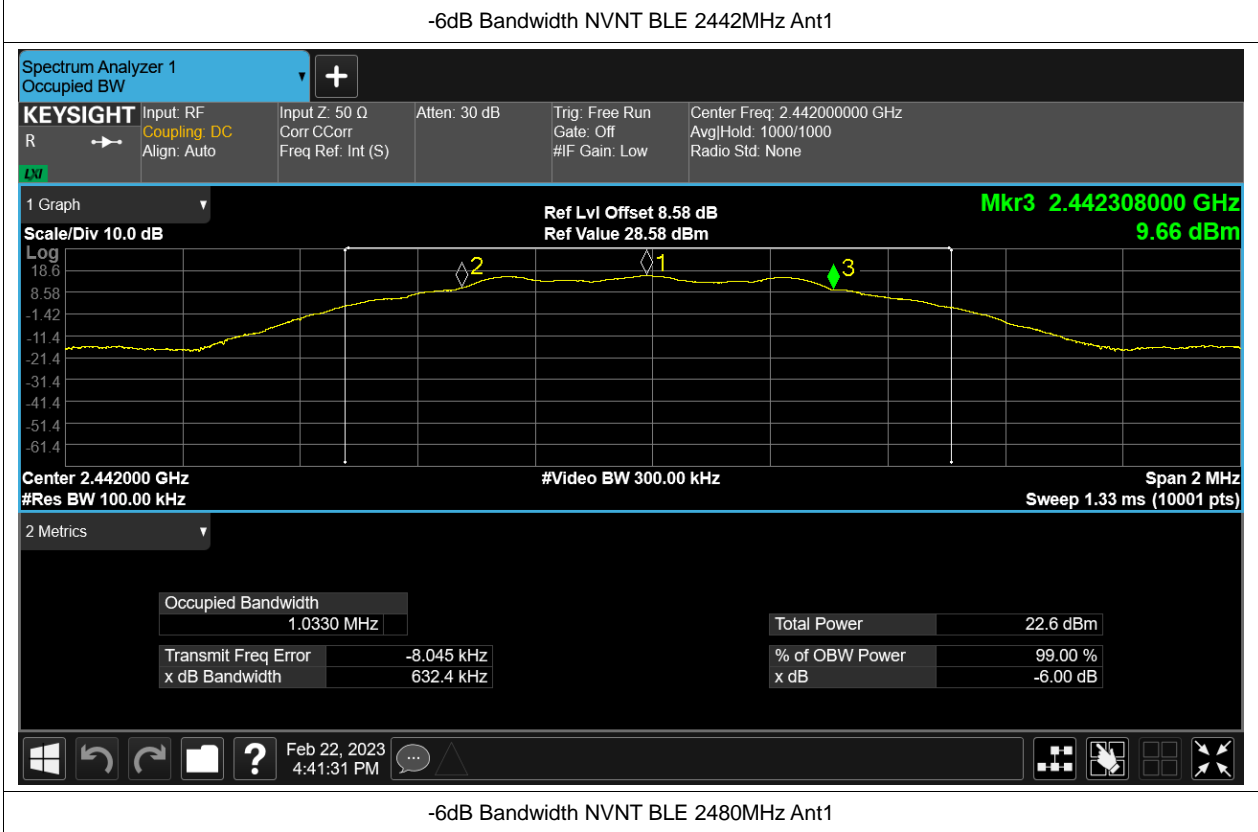 -6dB Bandwidth NVNT BLE 2442MHz Ant1
Spectrum Analyzer 1
Occupied BW
KEYSIGHT
R
LXI
Input: RF
Coupling: DC
Align: Auto
Input Z: 50 Ω
Corr CCorr
Freq Ref: Int (S)
Atten: 30 dB
Trig: Free Run
Gate: Off
#IF Gain: Low
Center Freq: 2.442000000 GHz
Avg|Hold: 1000/1000
Radio Std: None
1 Graph
Scale/Div 10.0 dB
Ref Lvl Offset 8.58 dB
Ref Value 28.58 dBm
Mkr3 2.442308000 GHz
9.66 dBm
Log
18.6
8.58
-1.42
-11.4
-21.4
-31.4
-41.4
-51.4
-61.4
2
1
3
Center 2.442000 GHz
#Video BW 300.00 kHz
Span 2 MHz
#Res BW 100.00 kHz
Sweep 1.33 ms (10001 pts)
2 Metrics
Occupied Bandwidth
1.0330 MHz
Total Power 22.6 dBm
Transmit Freq Error -8.045 kHz
% of OBW Power 99.00 %
x dB Bandwidth 632.4 kHz
x dB -6.00 dB
?
Feb 22, 2023
4:41:31 PM
-6dB Bandwidth NVNT BLE 2480MHz Ant1